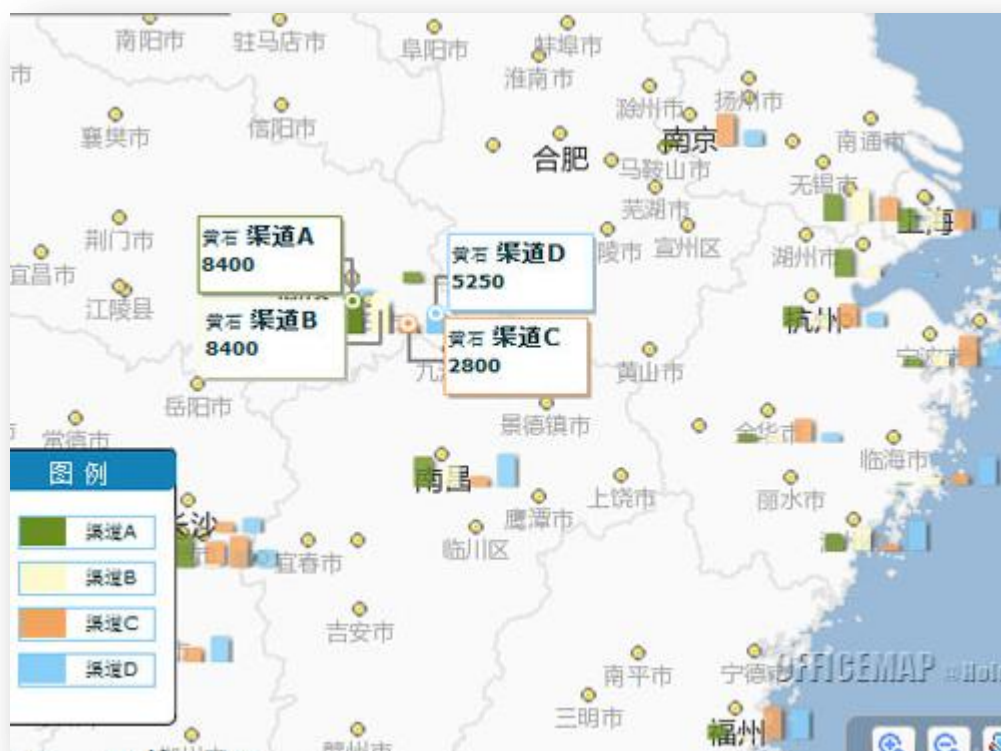 南阳市
驻马店市
阜阳市
蚌埠市
淮南市
市
滁州市
扬州市
襄樊市
信阳市
南京
南通市
合肥
马鞍山市
无锡市
芜湖市
上海
荆门市
黄石 渠道A
8400
黄石 渠道D
5250
陵市
宣州区
湖州市
宜昌市
江陵县
黄石 渠道B
8400
黄石 渠道C
2800
杭州
宁波市
九
黄山市
岳阳市
常德市
景德镇市
金华市
临海市
图例
南昌
上饶市
丽水市
渠道A
长沙
鹰潭市
临川区
宜春市
渠道B
渠道C
吉安市
渠道D
南平市
宁德
OFFICEMAP
三明市
福州
赣州市